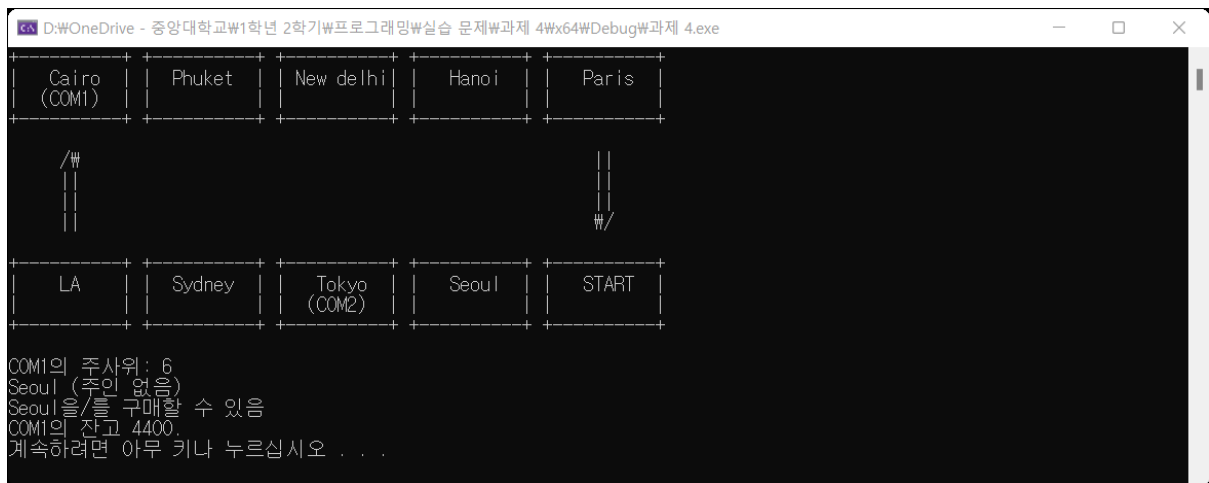 D:₩OneDrive - 중앙대학교₩1학년 2학기₩프로그래밍₩실습 문제₩과제 4₩x64₩Debug₩과제 4.exe
+----------+ +----------+ +----------+ +----------+ +----------+
|   Cairo  | |  Phuket  | | New delhi| |   Hanoi  | |   Paris  |
|  (COM1)  | |          | |          | |          | |          |
+----------+ +----------+ +----------+ +----------+ +----------+
/₩ ||
|| ||
|| ||
|| ₩/
+----------+ +----------+ +----------+ +----------+ +----------+
|    LA    | |  Sydney  | |   Tokyo  | |   Seoul  | |   START  |
|          | |          | |  (COM2)  | |          | |          |
+----------+ +----------+ +----------+ +----------+ +----------+
COM1의 주사위: 6
Seoul (주인 없음)
Seoul을/를 구매할 수 있음
COM1의 잔고 4400.
계속하려면 아무 키나 누르십시오 . . .